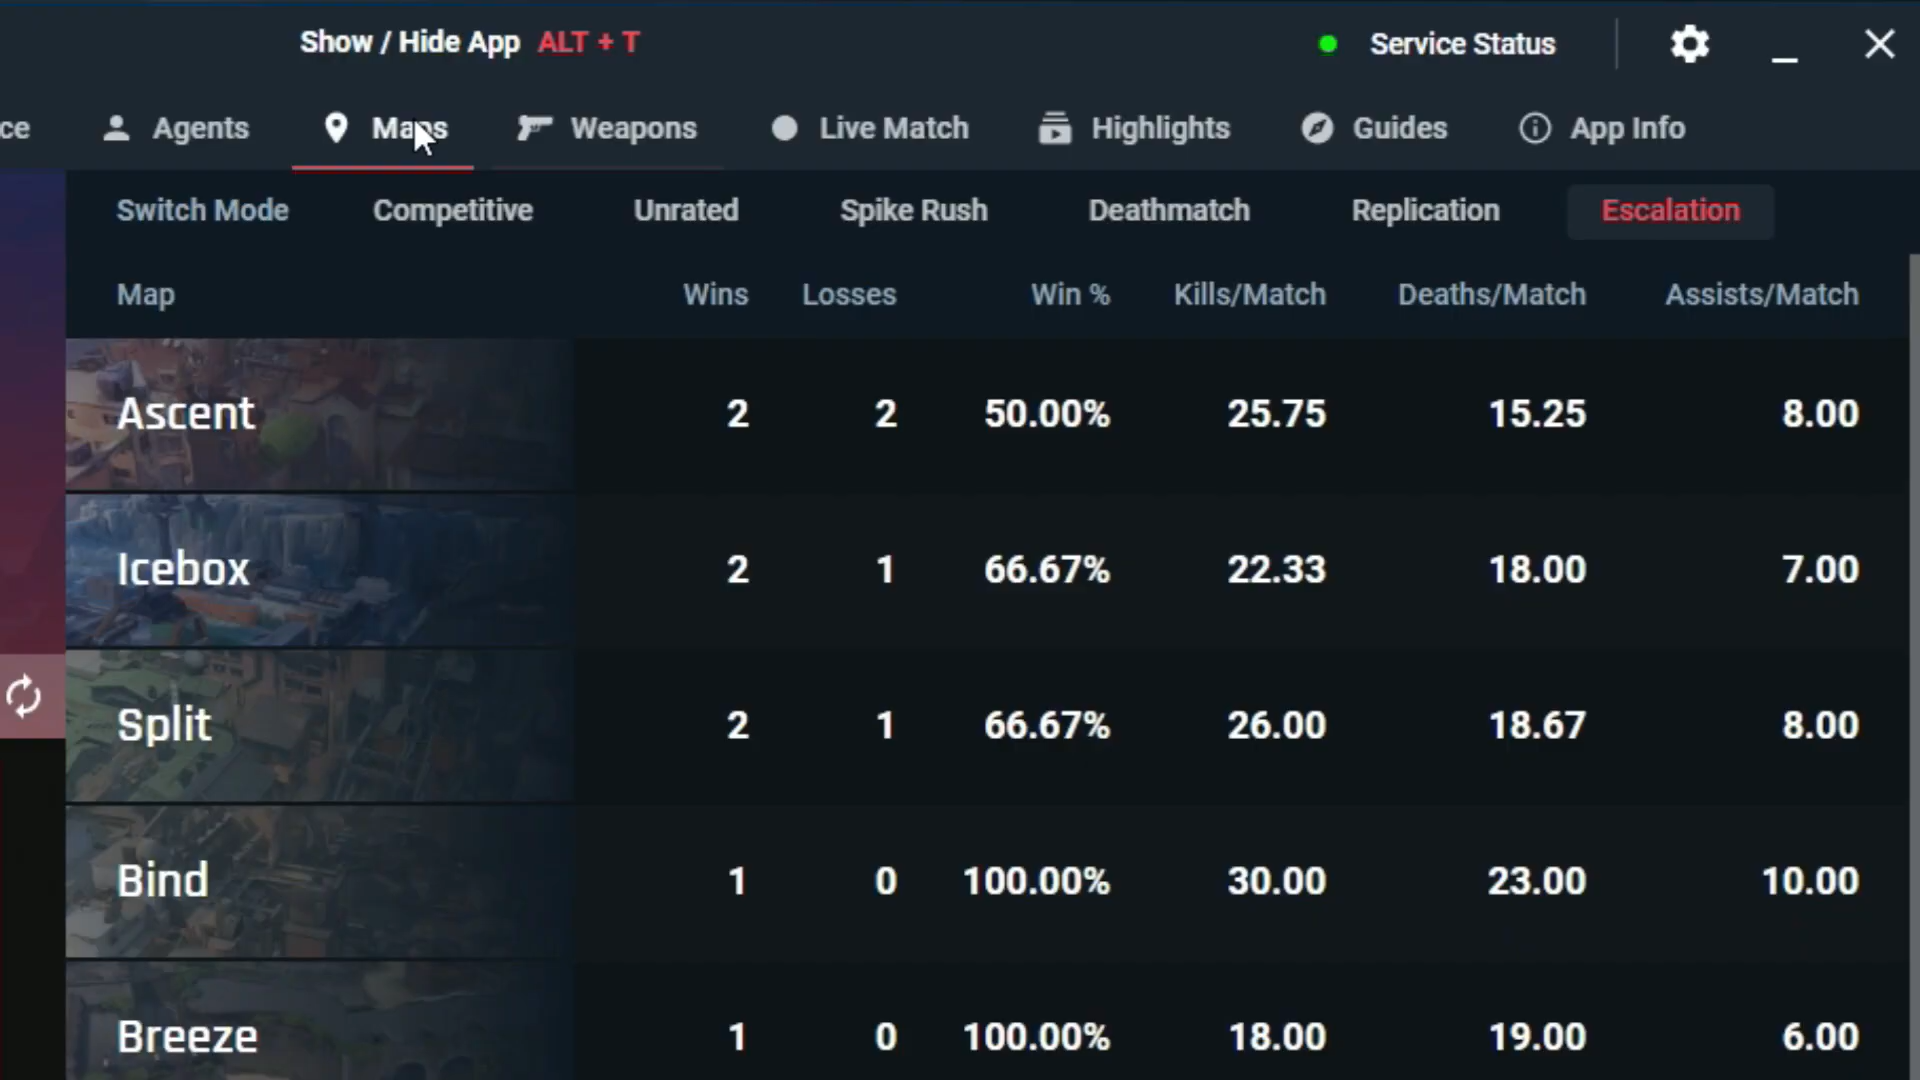 Show / Hide App ALT + T Service Status
ce Agents Maps Weapons Live Match Highlights Guides App Info
Switch Mode Competitive Unrated Spike Rush Deathmatch Replication Escalation
Map Wins Losses Win % Kills/Match Deaths/Match Assists/Match
Ascent 2 2 50.00% 25.75 15.25 8.00
Icebox 2 1 66.67% 22.33 18.00 7.00
Split 2 1 66.67% 26.00 18.67 8.00
Bind 1 0 100.00% 30.00 23.00 10.00
Breeze 1 0 100.00% 18.00 19.00 6.00